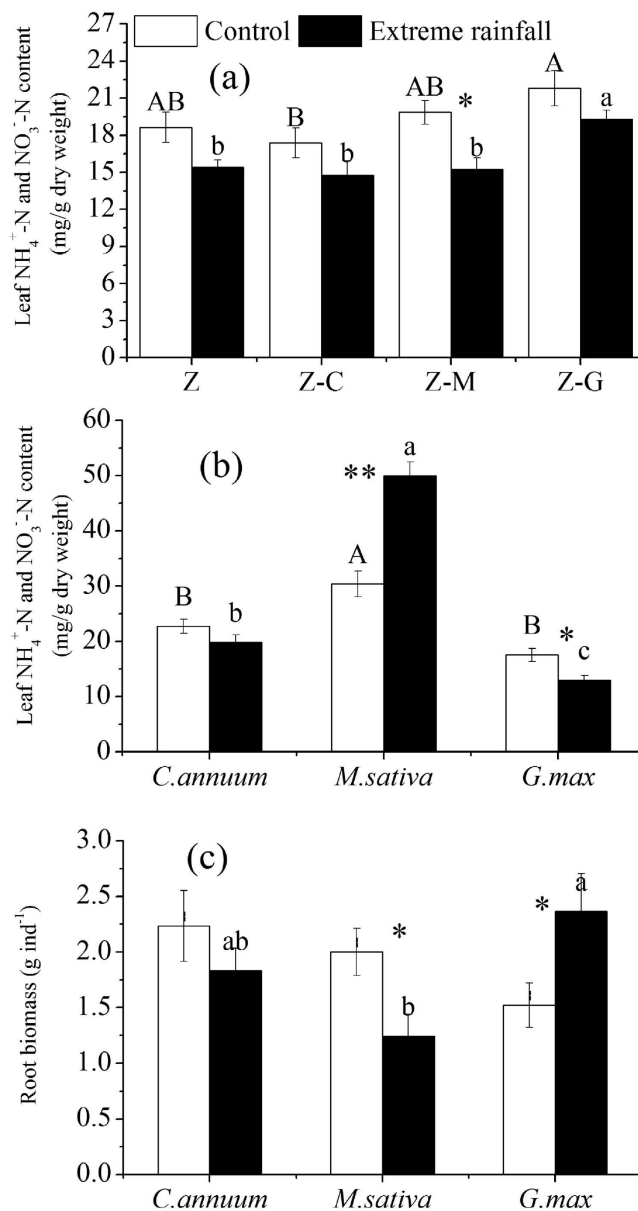 Control Extreme rainfall
(a)
Leaf NH₄⁺-N and NO₃⁻-N content
(mg/g dry weight)
27
24
21
18
15
12
9
6
3
0
AB b B b AB * b A a
Z Z-C Z-M Z-G
(b)
Leaf NH₄⁺-N and NO₃⁻-N content
(mg/g dry weight)
60
50
40
30
20
10
0
B b A ** a B * c
C.annuum M.sativa G.max
(c)
Root biomass (g ind⁻¹)
3.0
2.5
2.0
1.5
1.0
0.5
0.0
ab * b * a
C.annuum M.sativa G.max